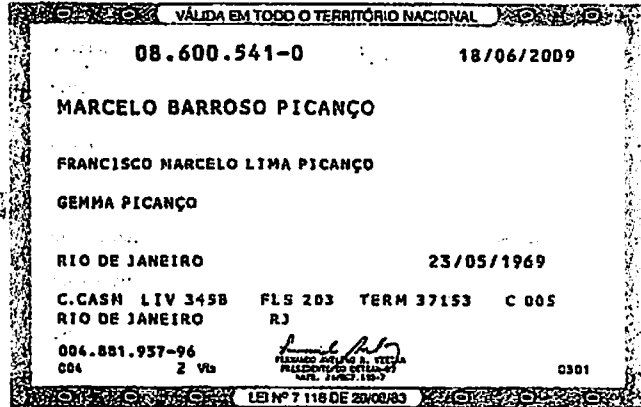 VÁLIDA EM TODO O TERRITÓRIO NACIONAL
08.600.541-0 18/06/2009
MARCELO BARROSO PICANÇO
FRANCISCO MARCELO LIMA PICANÇO
GEMMA PICANÇO
RIO DE JANEIRO 23/05/1969
C.CASM LIV 345B FLS 203 TERM 37153 C 005
RIO DE JANEIRO RJ
004.881.937-96
004 2 Via 0301
LEI Nº 7 116 DE 29/08/83